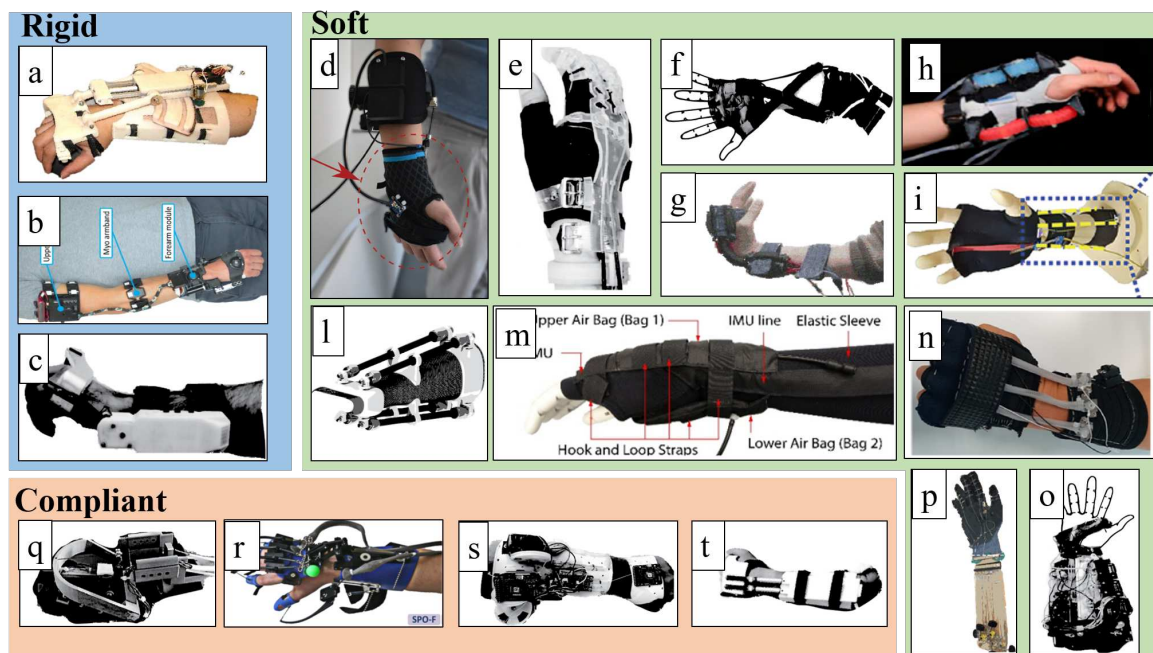 Rigid
Soft
a
b
Myo armband
Forearm module
c
d
e
f
h
g
i
l
m
Upper Air Bag (Bag 1)
IMU line
Elastic Sleeve
Hook and Loop Straps
Lower Air Bag (Bag 2)
n
Compliant
q
r
SPO-F
s
t
p
o